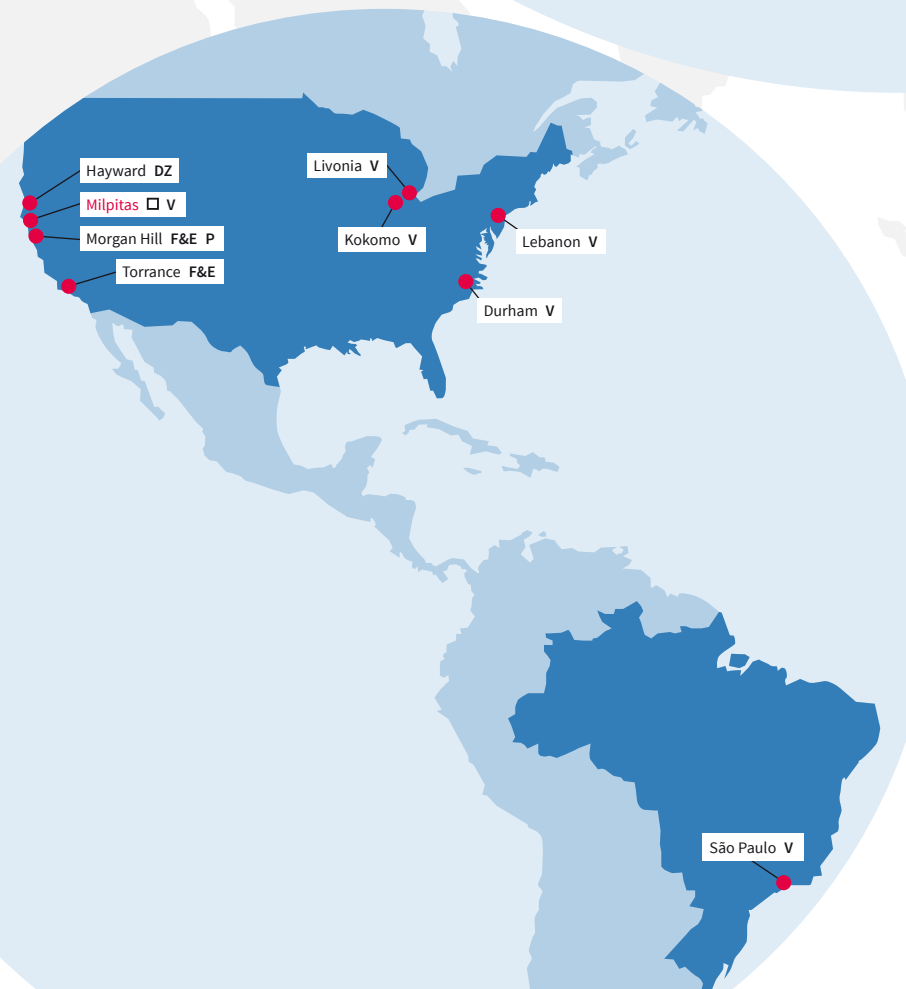 Hayward DZ
Livonia V
Milpitas □ V
Morgan Hill F&E P
Kokomo V
Lebanon V
Torrance F&E
Durham V
São Paulo V